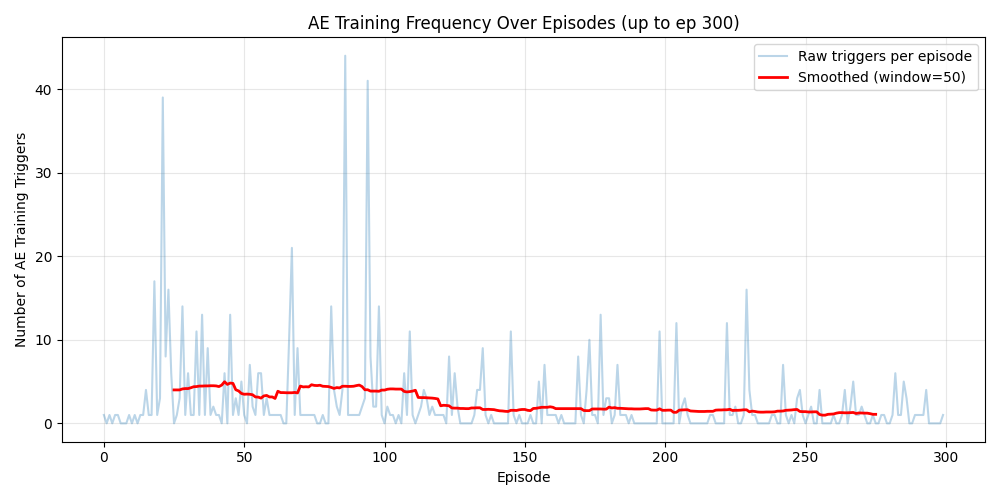 AE Training Frequency Over Episodes (up to ep 300)
Raw triggers per episode
Smoothed (window=50)
Number of AE Training Triggers
40
30
20
10
0
0 50 100 150 200 250 300
Episode